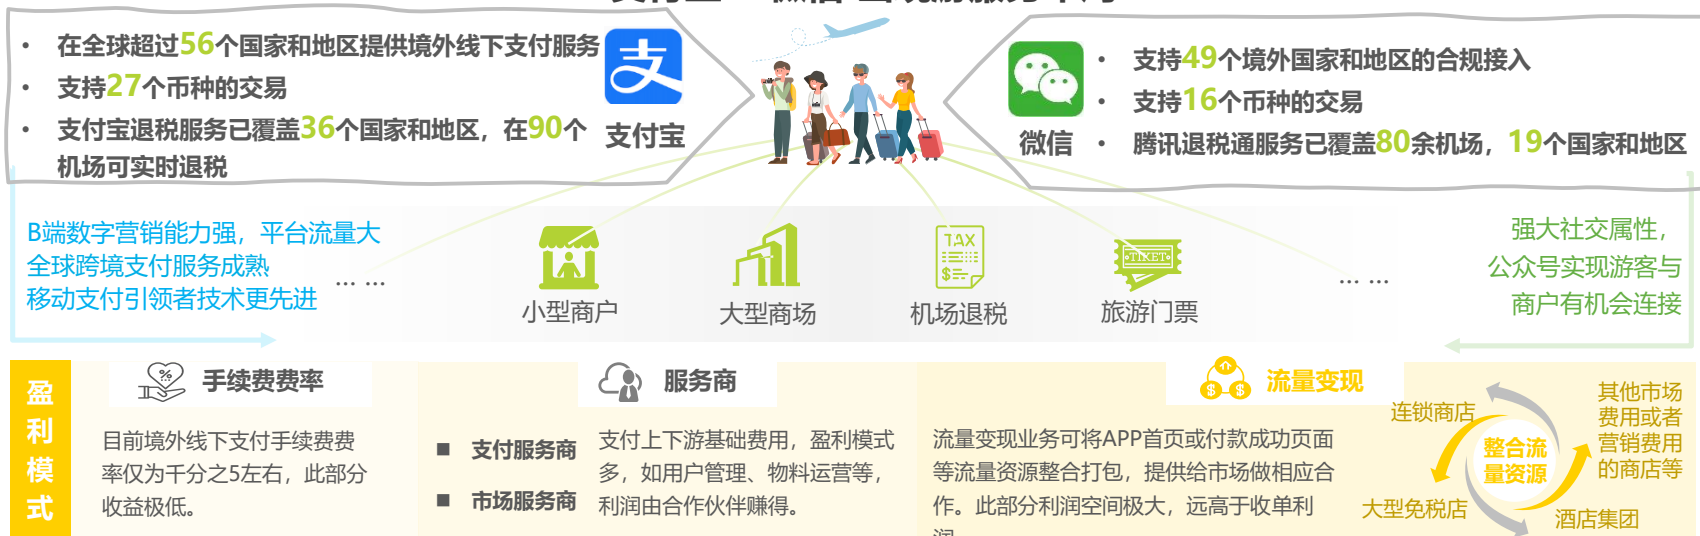 • 在全球超过56个国家和地区提供境外线下支付服务
• 支持27个币种的交易
• 支付宝退税服务已覆盖36个国家和地区，在90个
机场可实时退税
支
支付宝
微信
• 支持49个境外国家和地区的合规接入
• 支持16个币种的交易
• 腾讯退税通服务已覆盖80余机场，19个国家和地区
B端数字营销能力强，平台流量大
全球跨境支付服务成熟
移动支付引领者技术更先进
... ...
小型商户
大型商场
TAX
$
机场退税
TIKET
旅游门票
... ...
强大社交属性，
公众号实现游客与
商户有机会连接
盈利模式
%
手续费费率
目前境外线下支付手续费费
率仅为千分之5左右，此部分
收益极低。
服务商
■ 支付服务商
■ 市场服务商
支付上下游基础费用，盈利模式
多，如用户管理、物料运营等，
利润由合作伙伴赚得。
$ $
流量变现
流量变现业务可将APP首页或付款成功页面
等流量资源整合打包，提供给市场做相应合
作。此部分利润空间极大，远高于收单利
连锁商店
整合流
量资源
其他市场
费用或者
营销费用
的商店等
大型免税店
酒店集团